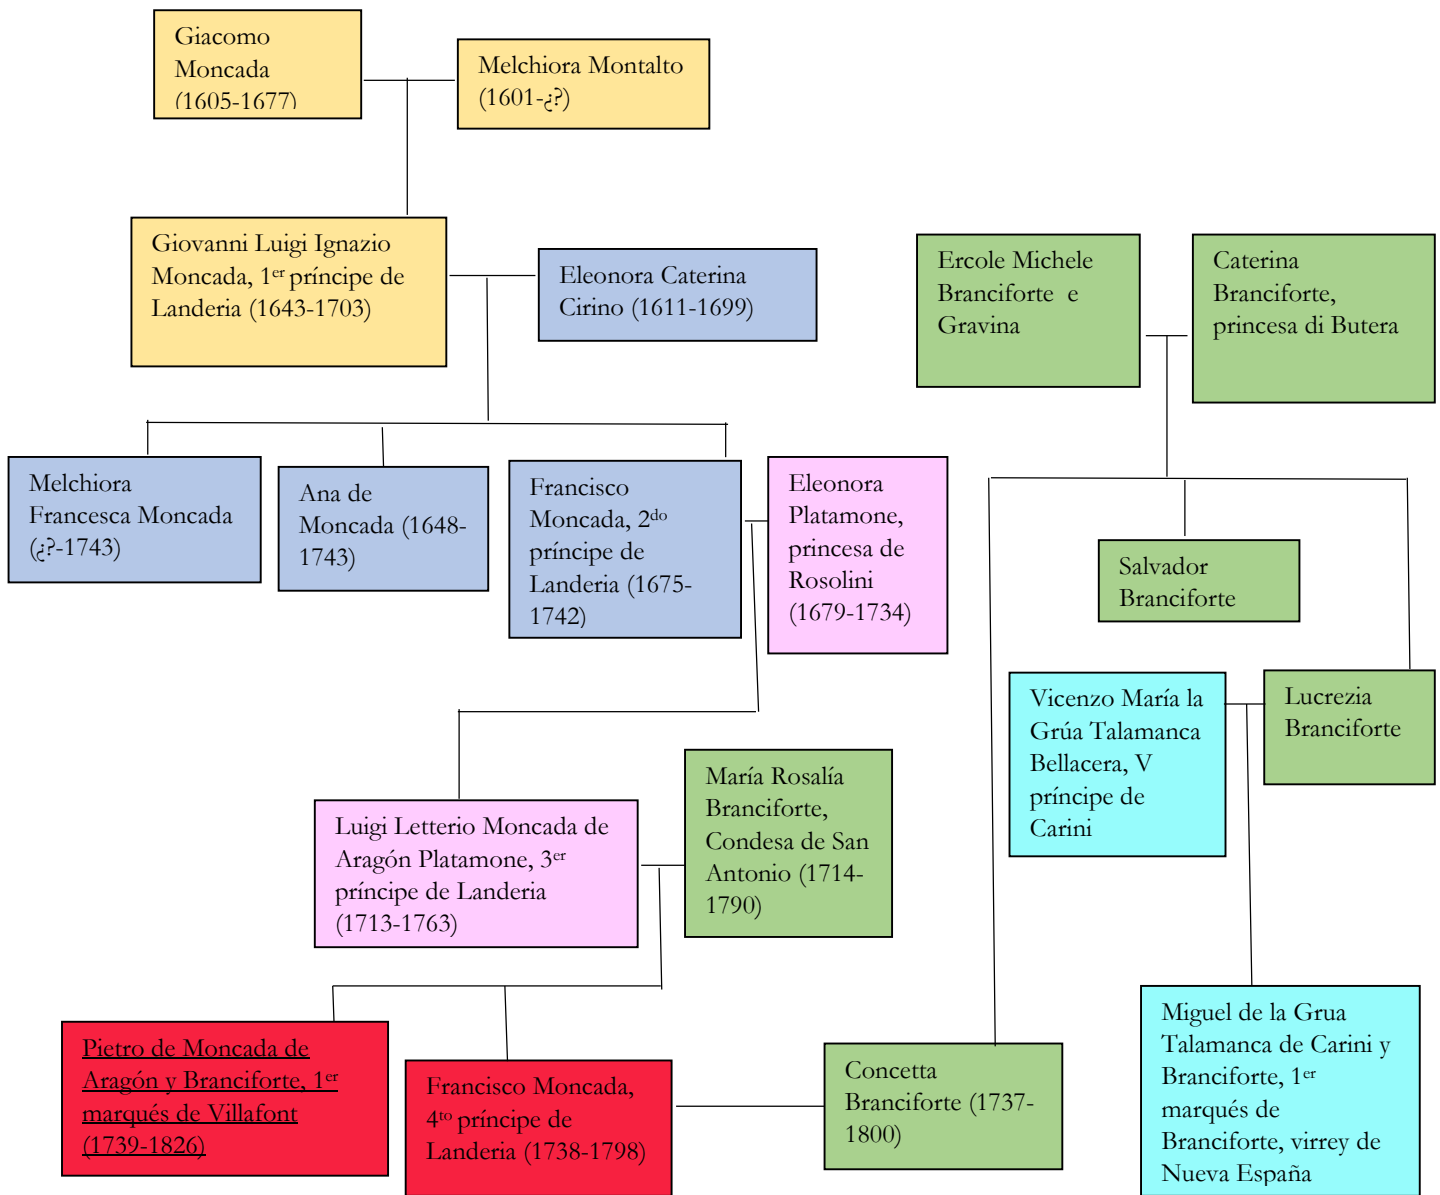 Giacomo
Moncada
(1605-1677)
Melchiora Montalto
(1601-¿?)
Giovanni Luigi Ignazio
Moncada, 1er príncipe de
Landeria (1643-1703)
Eleonora Caterina
Cirino (1611-1699)
Ercole Michele
Branciforte e
Gravina
Caterina
Branciforte,
princesa di Butera
Melchiora
Francesca Moncada
(¿?-1743)
Ana de
Moncada (1648-
1743)
Francisco
Moncada, 2do
príncipe de
Landeria (1675-
1742)
Eleonora
Platamone,
princesa de
Rosolini
(1679-1734)
Salvador
Branciforte
Vicenzo María la
Grúa Talamanca
Bellacera, V
príncipe de
Carini
Lucrezia
Branciforte
Luigi Letterio Moncada de
Aragón Platamone, 3er
príncipe de Landeria
(1713-1763)
María Rosalía
Branciforte,
Condesa de San
Antonio (1714-
1790)
Pietro de Moncada de
Aragón y Branciforte, 1er
marqués de Villafont
(1739-1826)
Francisco Moncada,
4to príncipe de
Landeria (1738-1798)
Concetta
Branciforte (1737-
1800)
Miguel de la Grua
Talamanca de Carini y
Branciforte, 1er
marqués de
Branciforte, virrey de
Nueva España